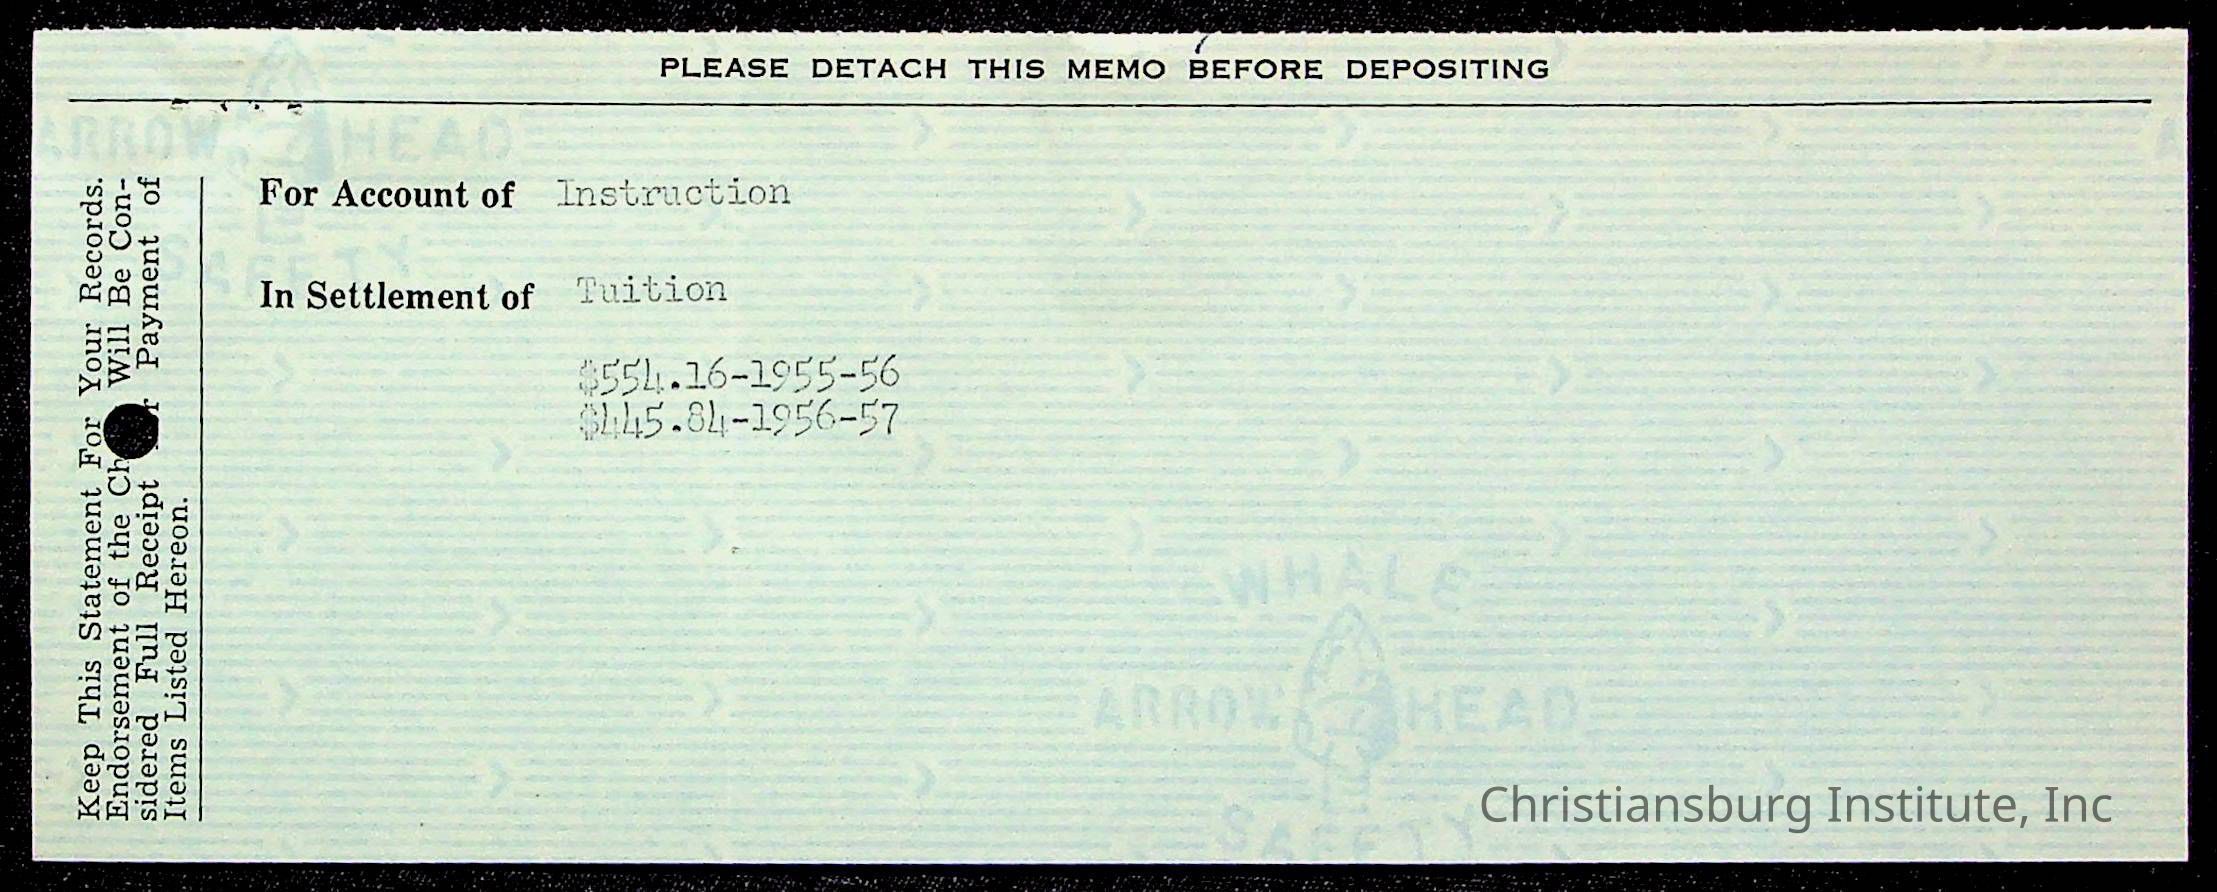 PLEASE DETACH THIS MEMO BEFORE DEPOSITING
ARROW HEAD
SAFETY
Keep This Statement For Your Records.
Endorsement of the Ch Will Be Con-
sidered Full Receipt r Payment of
Items Listed Hereon.
For Account of Instruction
In Settlement of Tuition
$554.16-1955-56
$445.84-1956-57
WHALE
ARROW HEAD
SAFETY
Christiansburg Institute, Inc